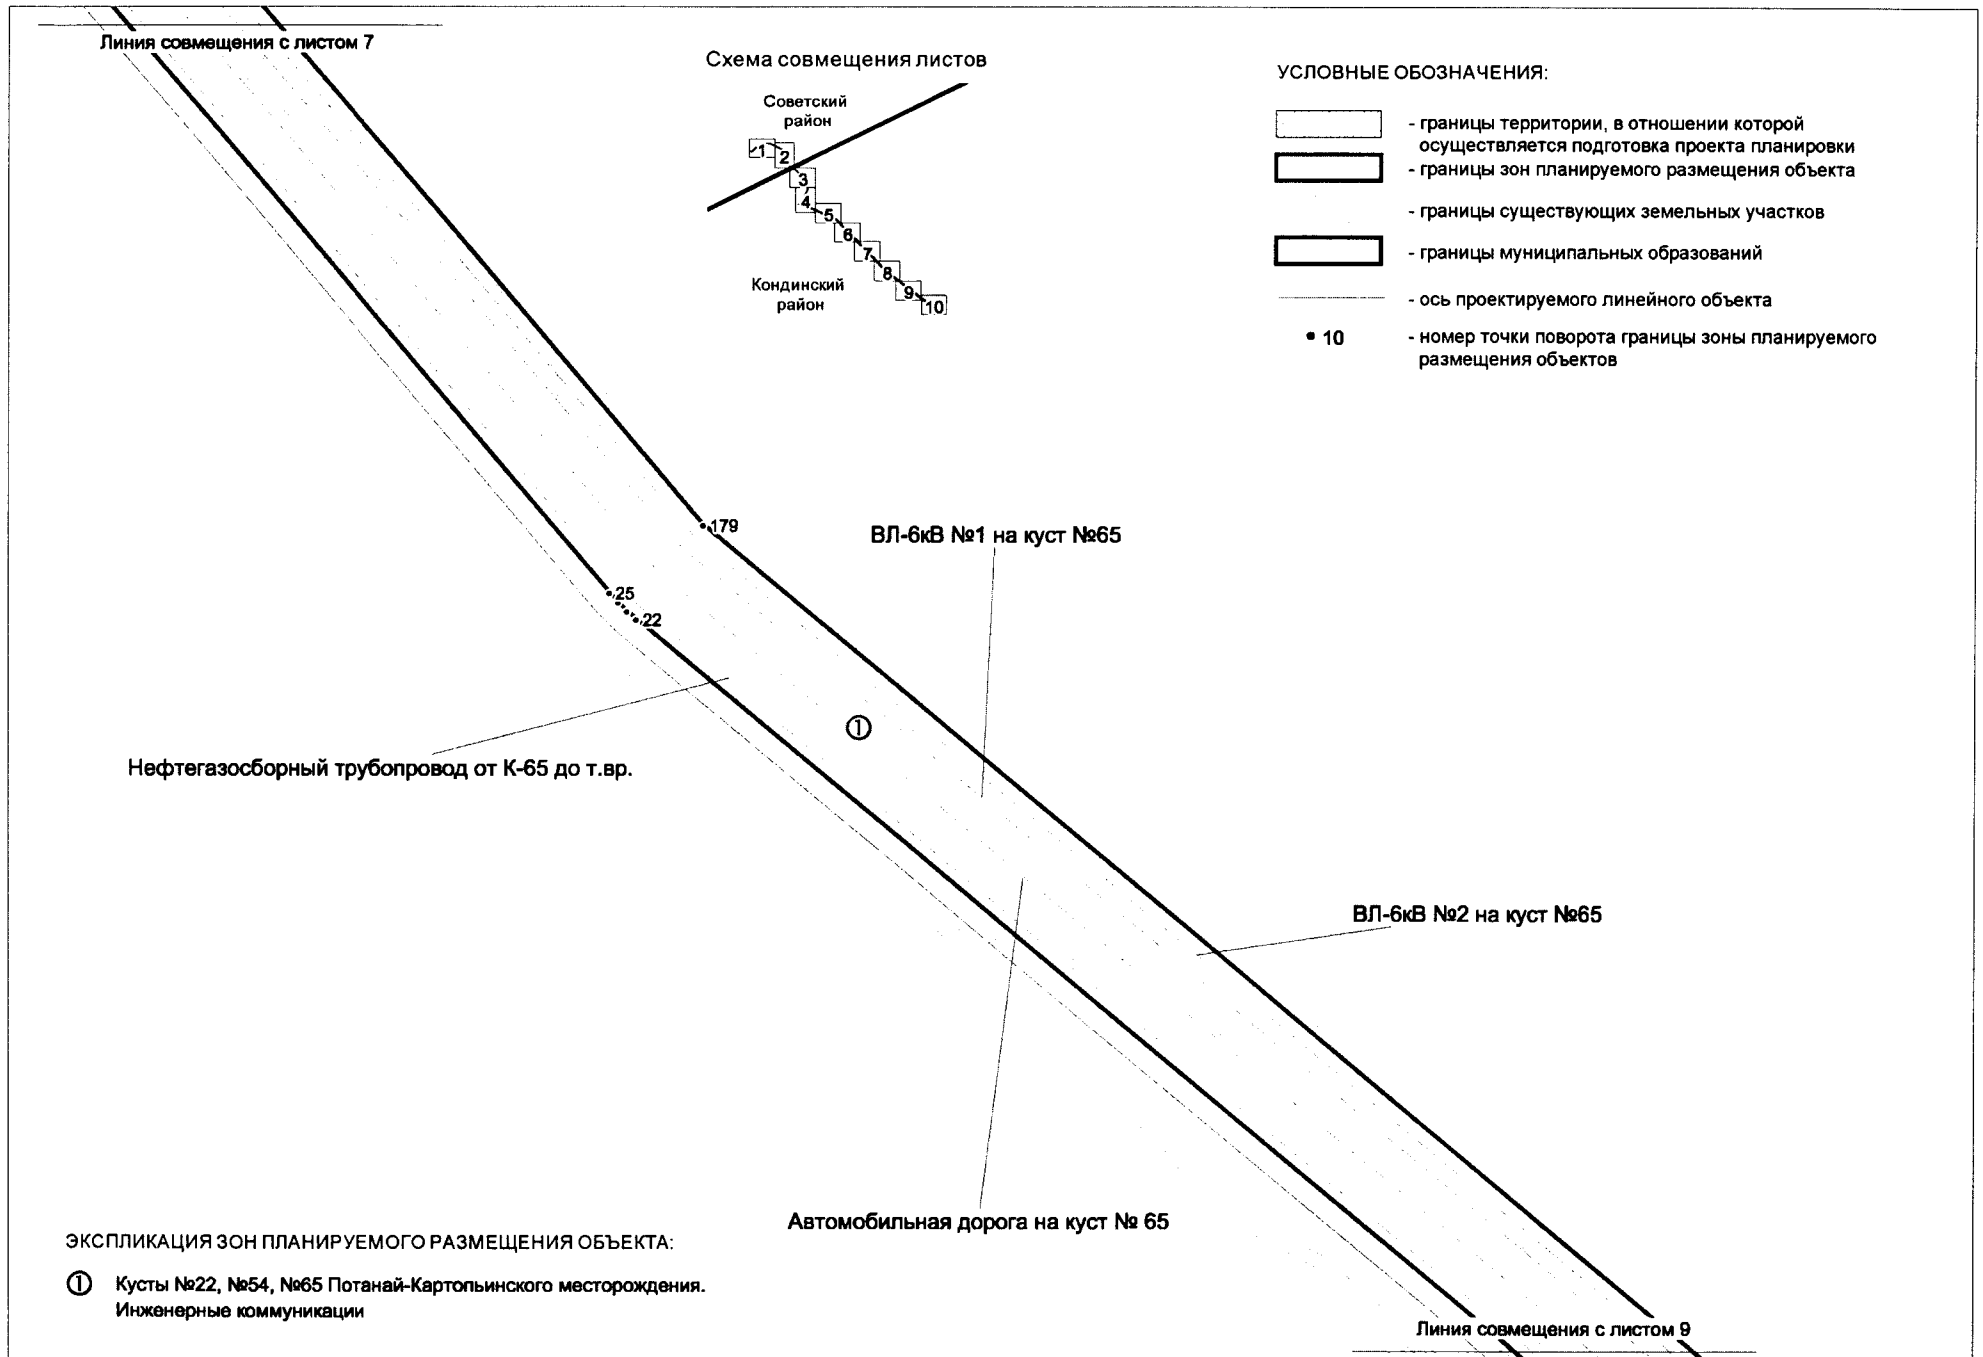 Линия совмещения с листом 7
Схема совмещения листов
Советский
район
1
2
3
4
5
6
7
8
9
10
Кондинский
район
УСЛОВНЫЕ ОБОЗНАЧЕНИЯ:
- границы территории, в отношении которой
осуществляется подготовка проекта планировки
- границы зон планируемого размещения объекта
- границы существующих земельных участков
- границы муниципальных образований
- ось проектируемого линейного объекта
• 10 - номер точки поворота границы зоны планируемого
размещения объектов
179
ВЛ-6кВ №1 на куст №65
25
22
①
Нефтегазосборный трубопровод от К-65 до т.вр.
ВЛ-6кВ №2 на куст №65
Автомобильная дорога на куст № 65
ЭКСПЛИКАЦИЯ ЗОН ПЛАНИРУЕМОГО РАЗМЕЩЕНИЯ ОБЪЕКТА:
① Кусты №22, №54, №65 Потанай-Картопьинского месторождения.
Инженерные коммуникации
Линия совмещения с листом 9